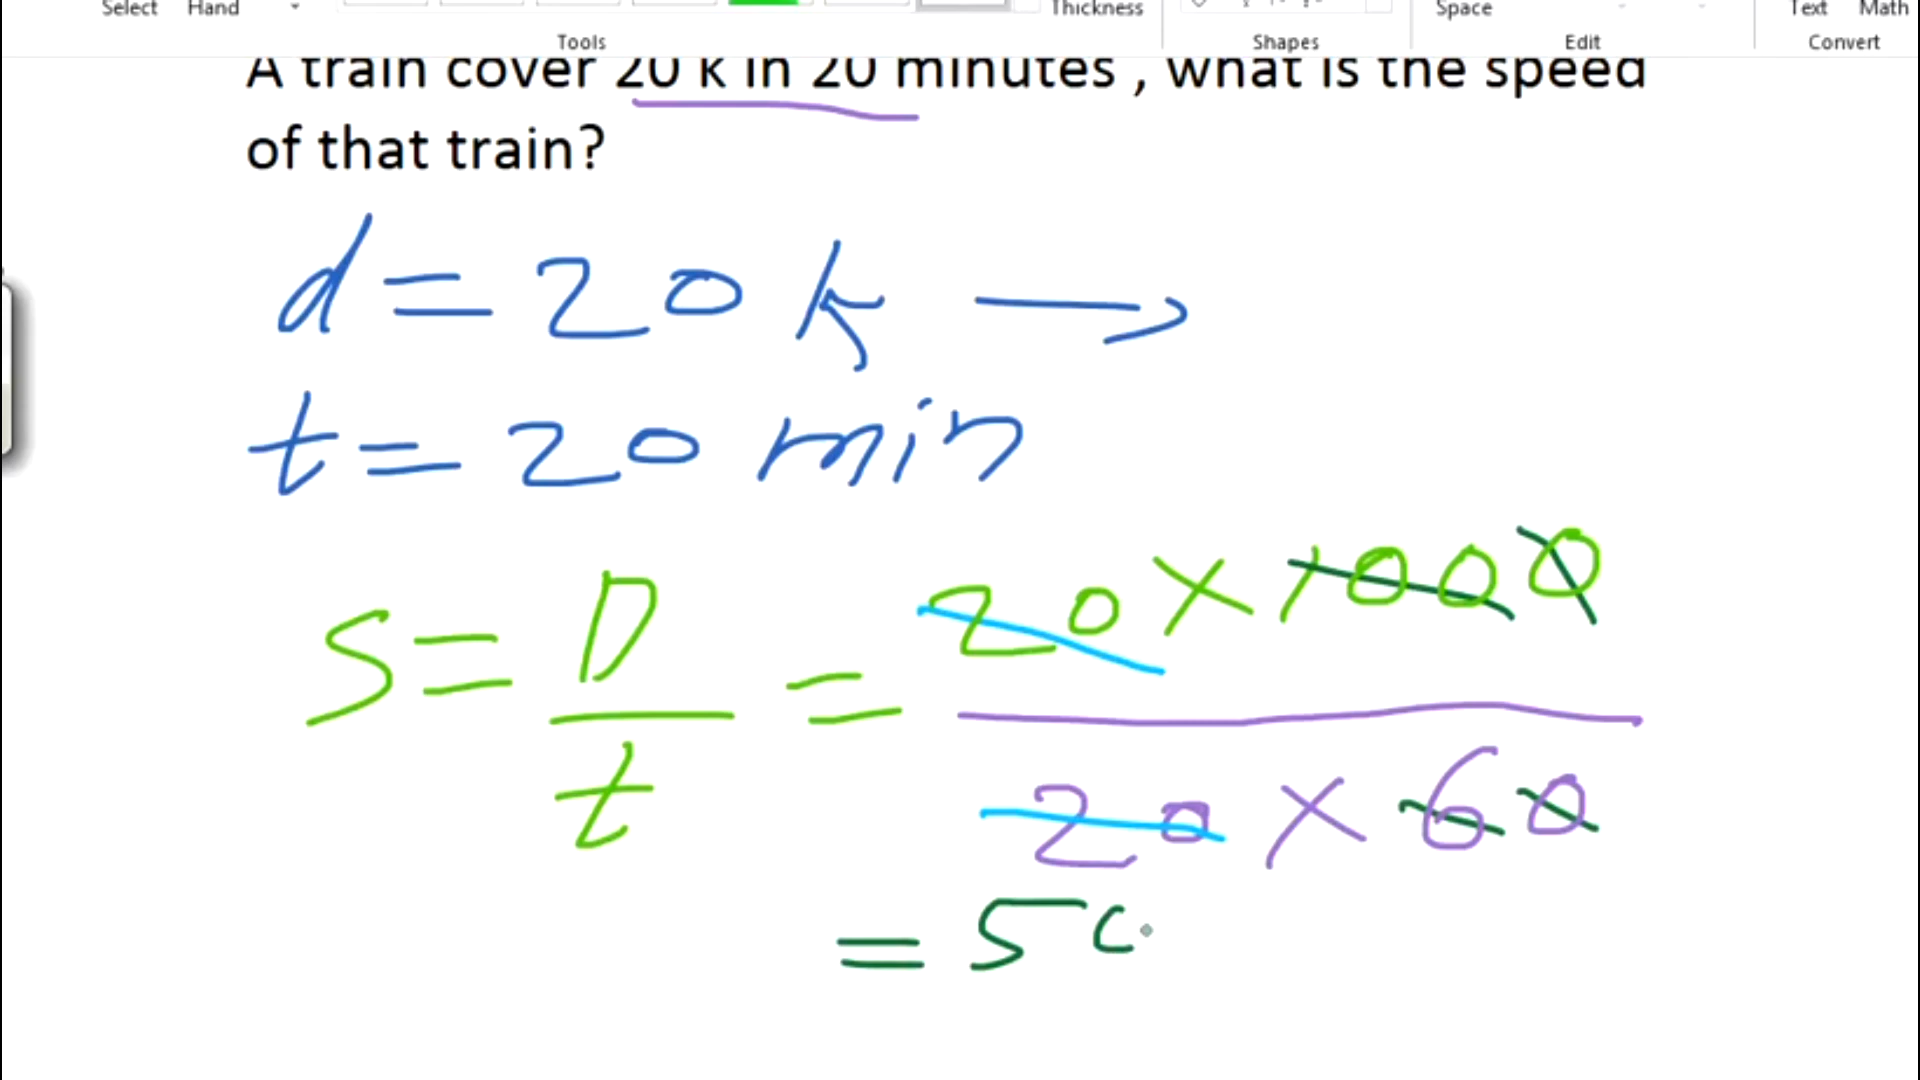 Select Hand Thickness Space Text Math
Tools Shapes Edit Convert
A train cover 20 k in 20 minutes , what is the speed
of that train?
d = 20 k →
t = 20 min
S = D / t = 20 × 1000 / 20 × 60
= 5